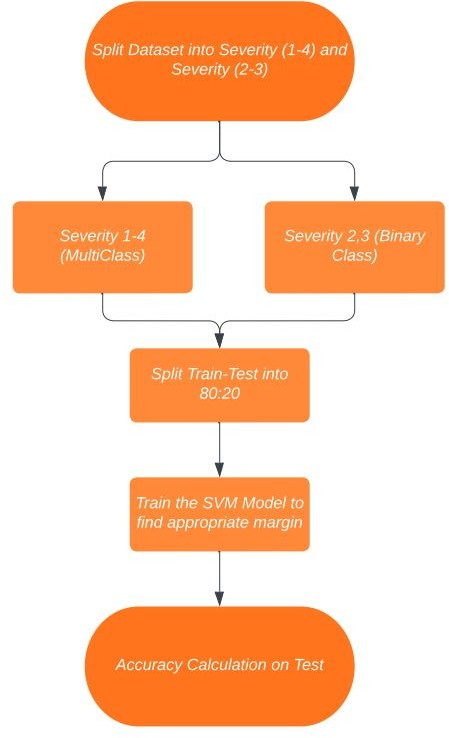 Split Dataset into Severity (1-4) and
Severity (2-3)
Severity 1-4
(MultiClass)
Severity 2,3 (Binary
Class)
Split Train-Test into
80:20
Train the SVM Model to
find appropriate margin
Accuracy Calculation on Test